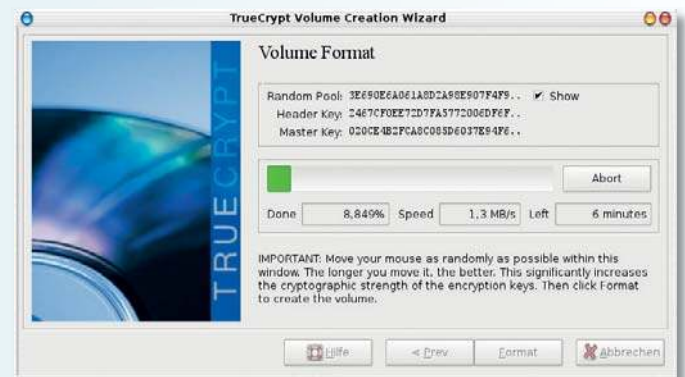 TrueCrypt Volume Creation Wizard
TRUECRYPT
Volume Format
Random Pool: 3E690E6A061A8D2A98E907F4F9.. Show
Header Key: 2467CF0EE72D7FA5772006DF6F..
Master Key: 020CE4B2FCA8C085D6037E94F6..
Abort
Done 8,849% Speed 1,3 MB/s Left 6 minutes
IMPORTANT: Move your mouse as randomly as possible within this
window. The longer you move it, the better. This significantly increases
the cryptographic strength of the encryption keys. Then click Format
to create the volume.
Hilfe < Prev Format Abbrechen